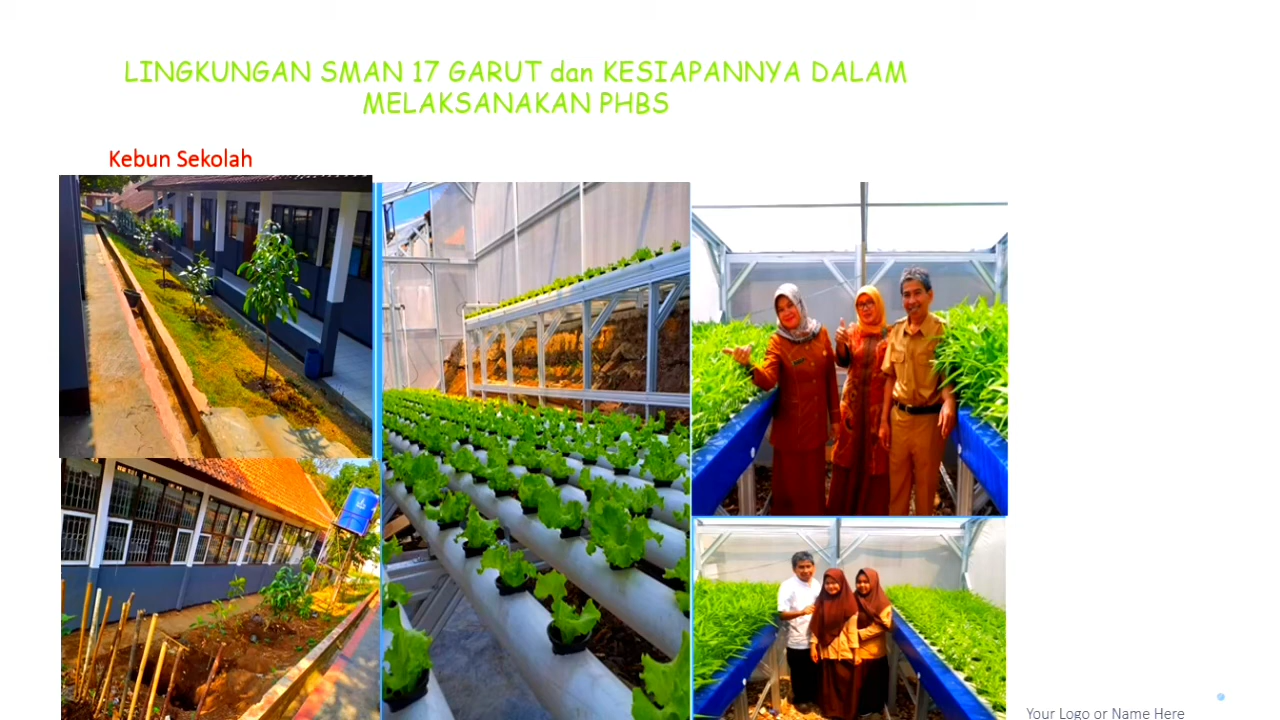 LINGKUNGAN SMAN 17 GARUT dan KESIAPANNYA DALAM
MELAKSANAKAN PHBS
Kebun Sekolah
Your Logo or Name Here